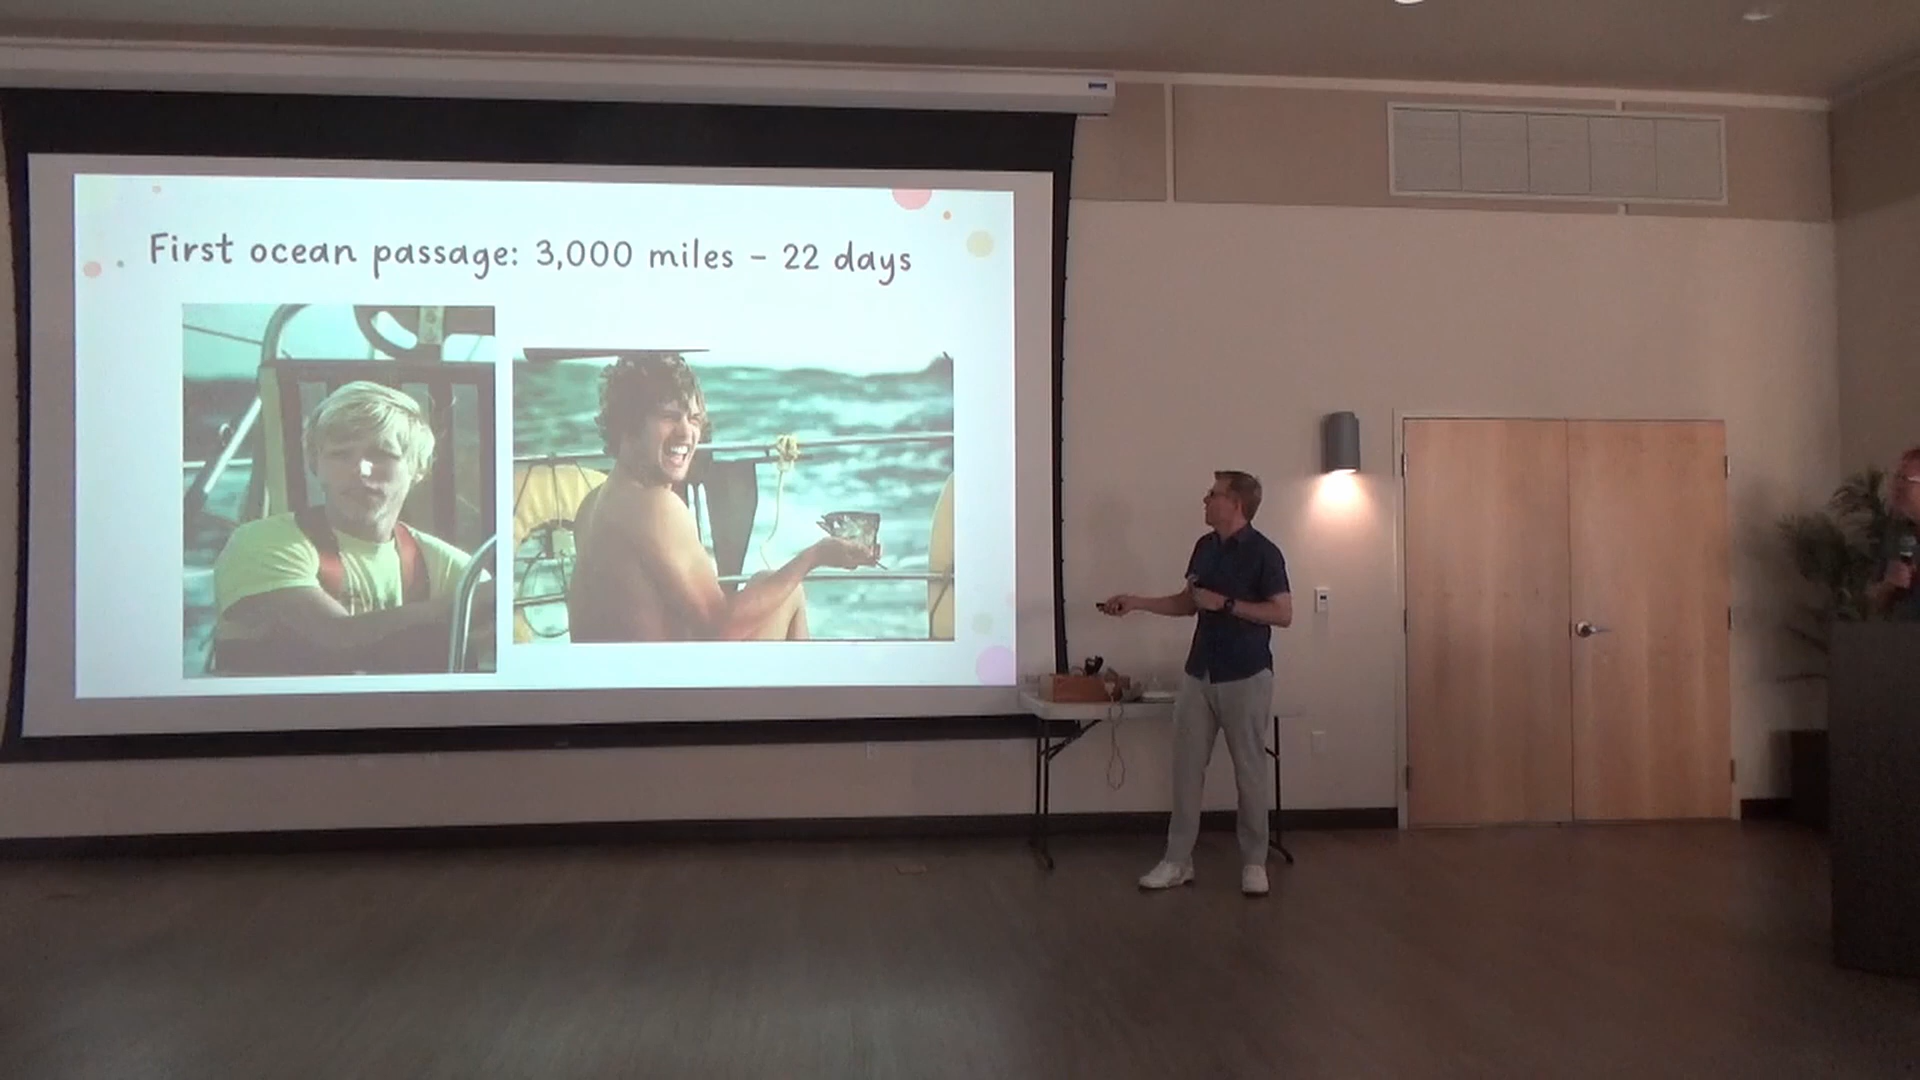 First ocean passage: 3,000 miles – 22 days